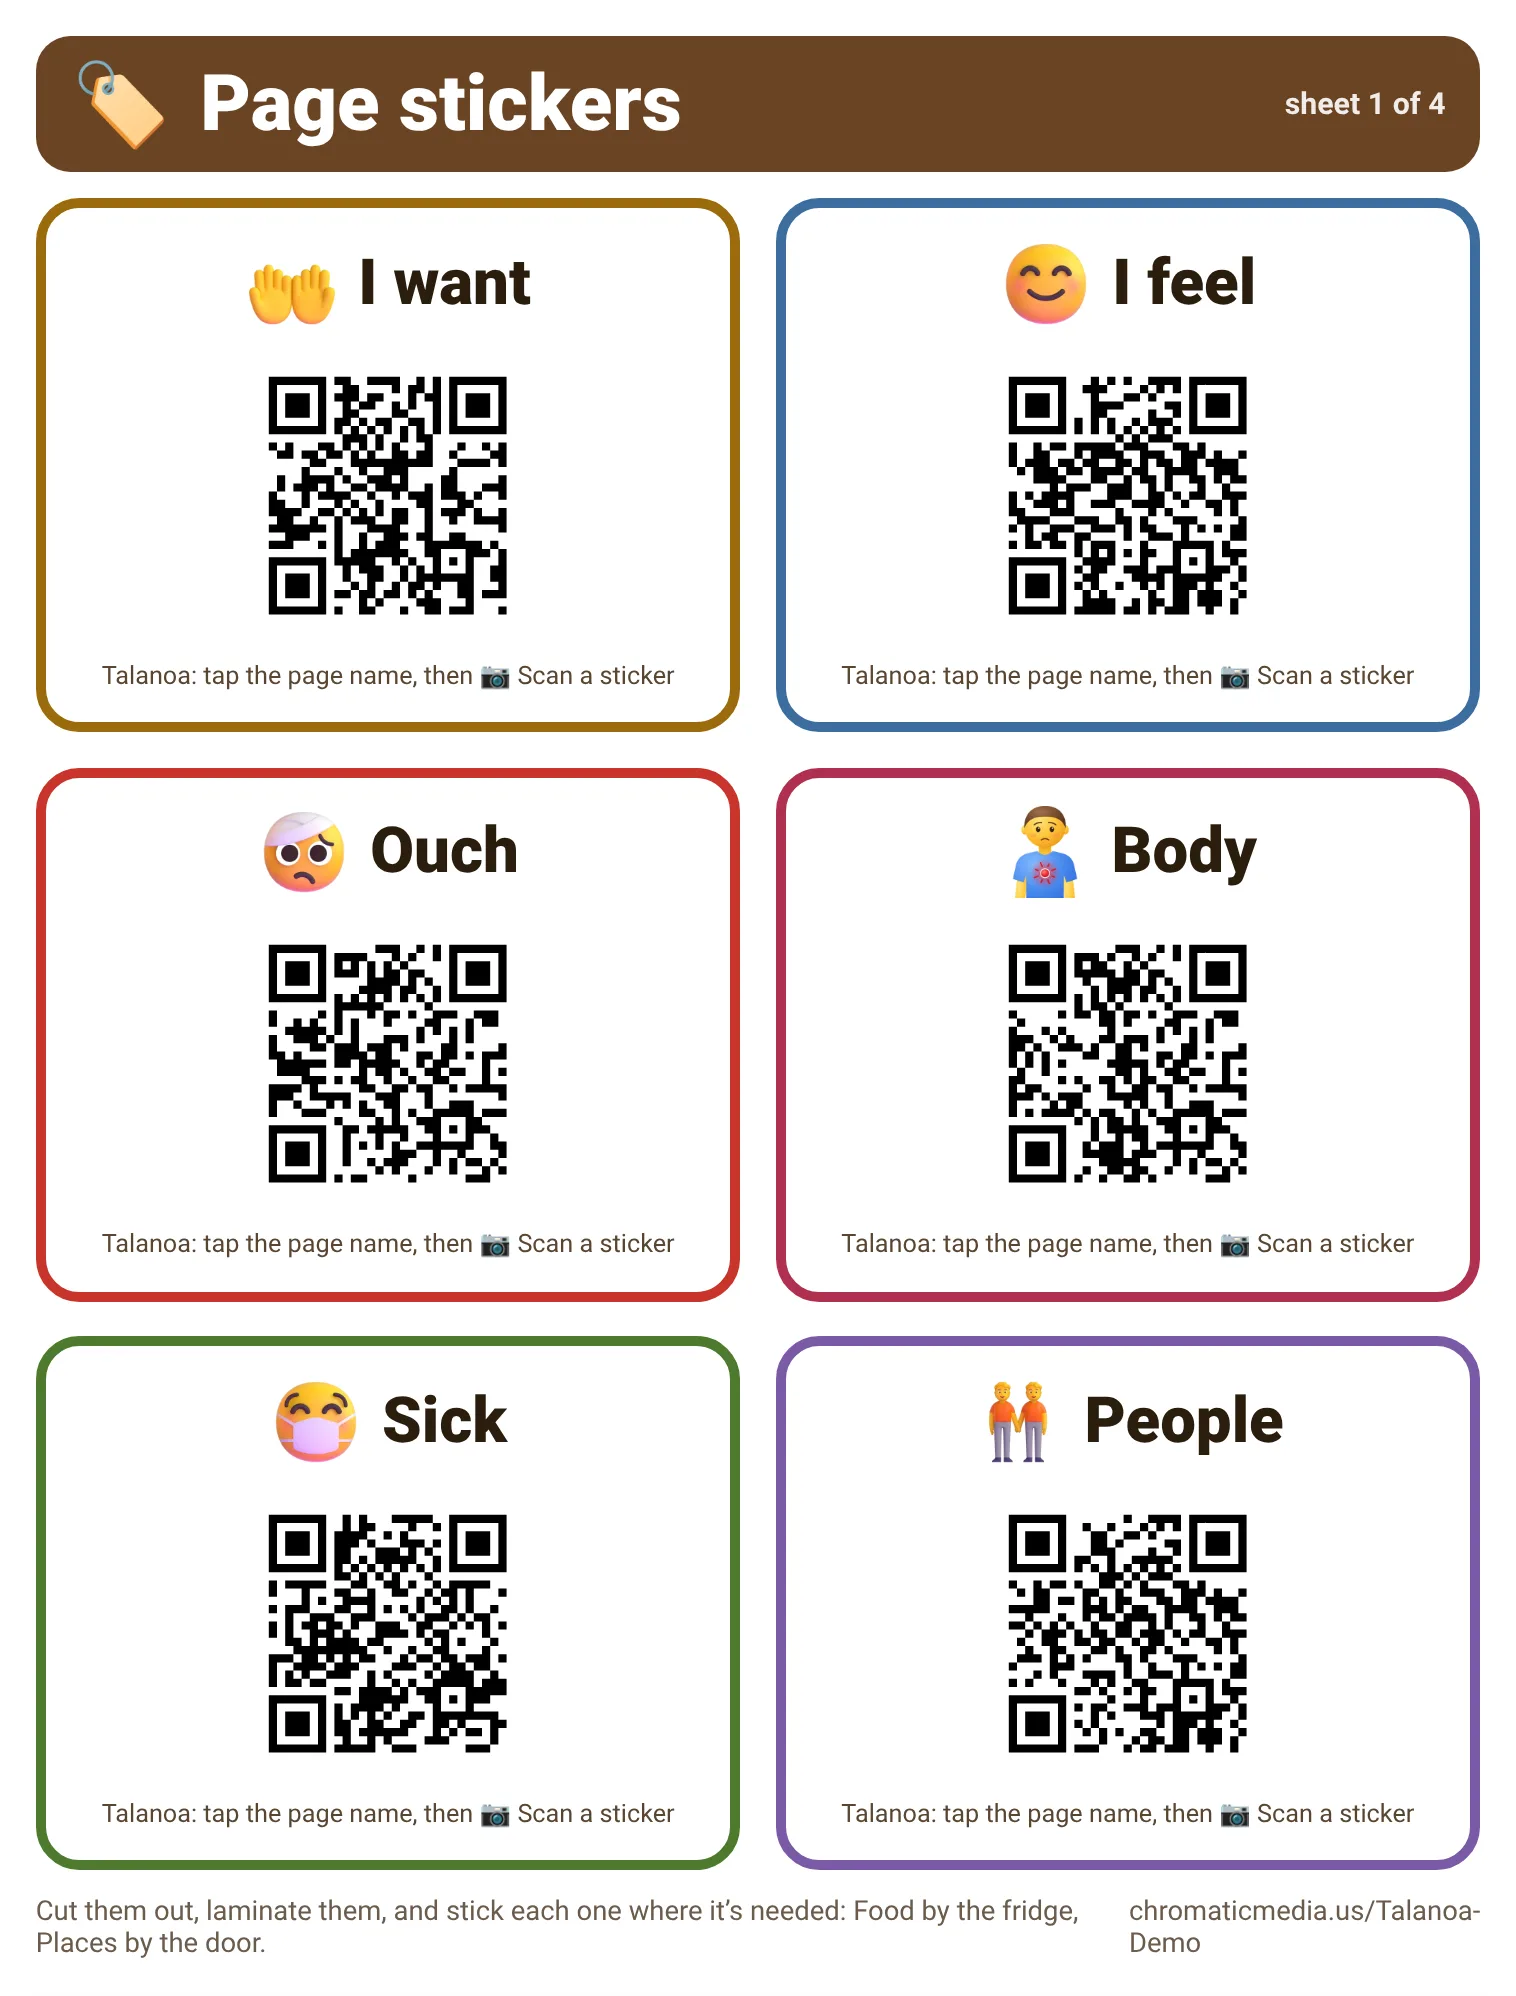 Page stickers
sheet 1 of 4
I want
Talanoa: tap the page name, then 📷 Scan a sticker
I feel
Talanoa: tap the page name, then 📷 Scan a sticker
Ouch
Talanoa: tap the page name, then 📷 Scan a sticker
Body
Talanoa: tap the page name, then 📷 Scan a sticker
Sick
Talanoa: tap the page name, then 📷 Scan a sticker
People
Talanoa: tap the page name, then 📷 Scan a sticker
Cut them out, laminate them, and stick each one where it’s needed: Food by the fridge,
Places by the door.
chromaticmedia.us/Talanoa-
Demo